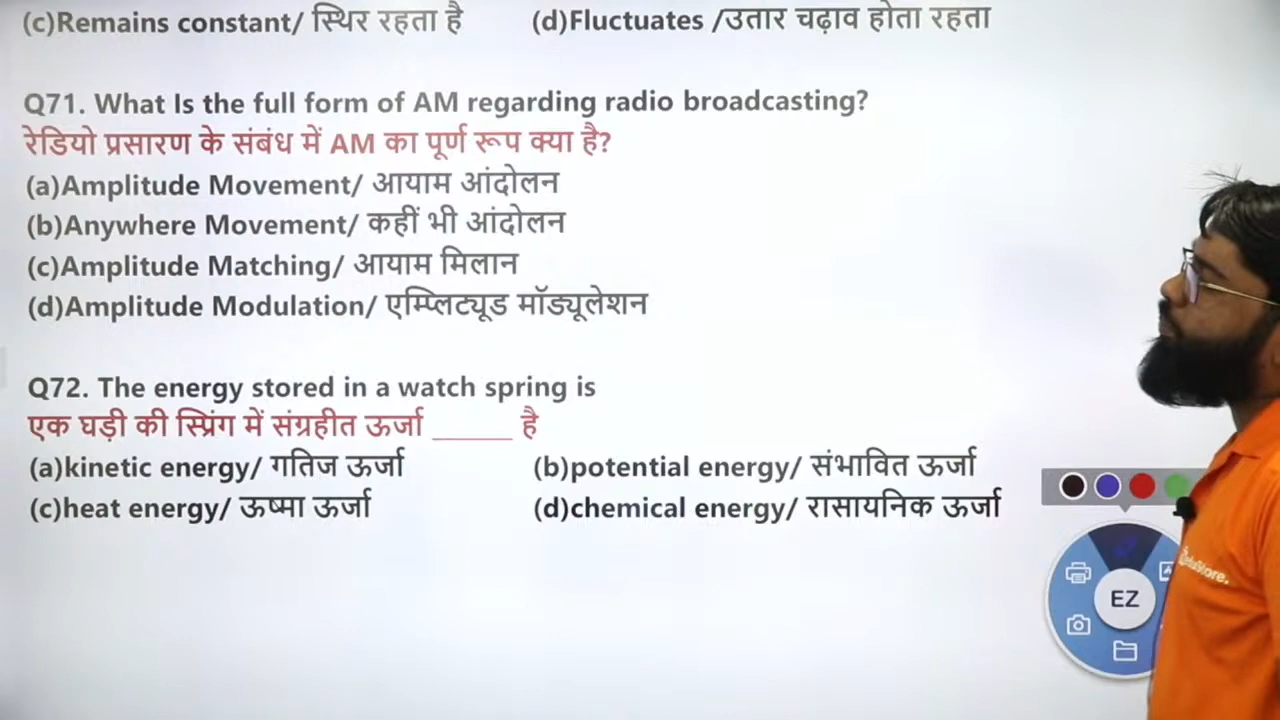 (c)Remains constant/ स्थिर रहता है (d)Fluctuates /उतार चढ़ाव होता रहता
Q71. What Is the full form of AM regarding radio broadcasting?
रेडियो प्रसारण के संबंध में AM का पूर्ण रूप क्या है?
(a)Amplitude Movement/ आयाम आंदोलन
(b)Anywhere Movement/ कहीं भी आंदोलन
(c)Amplitude Matching/ आयाम मिलान
(d)Amplitude Modulation/ एम्प्लिट्यूड मॉड्यूलेशन
Q72. The energy stored in a watch spring is
एक घड़ी की स्प्रिंग में संग्रहीत ऊर्जा ______ है
(a)kinetic energy/ गतिज ऊर्जा (b)potential energy/ संभावित ऊर्जा
(c)heat energy/ ऊष्मा ऊर्जा (d)chemical energy/ रासायनिक ऊर्जा
EZ